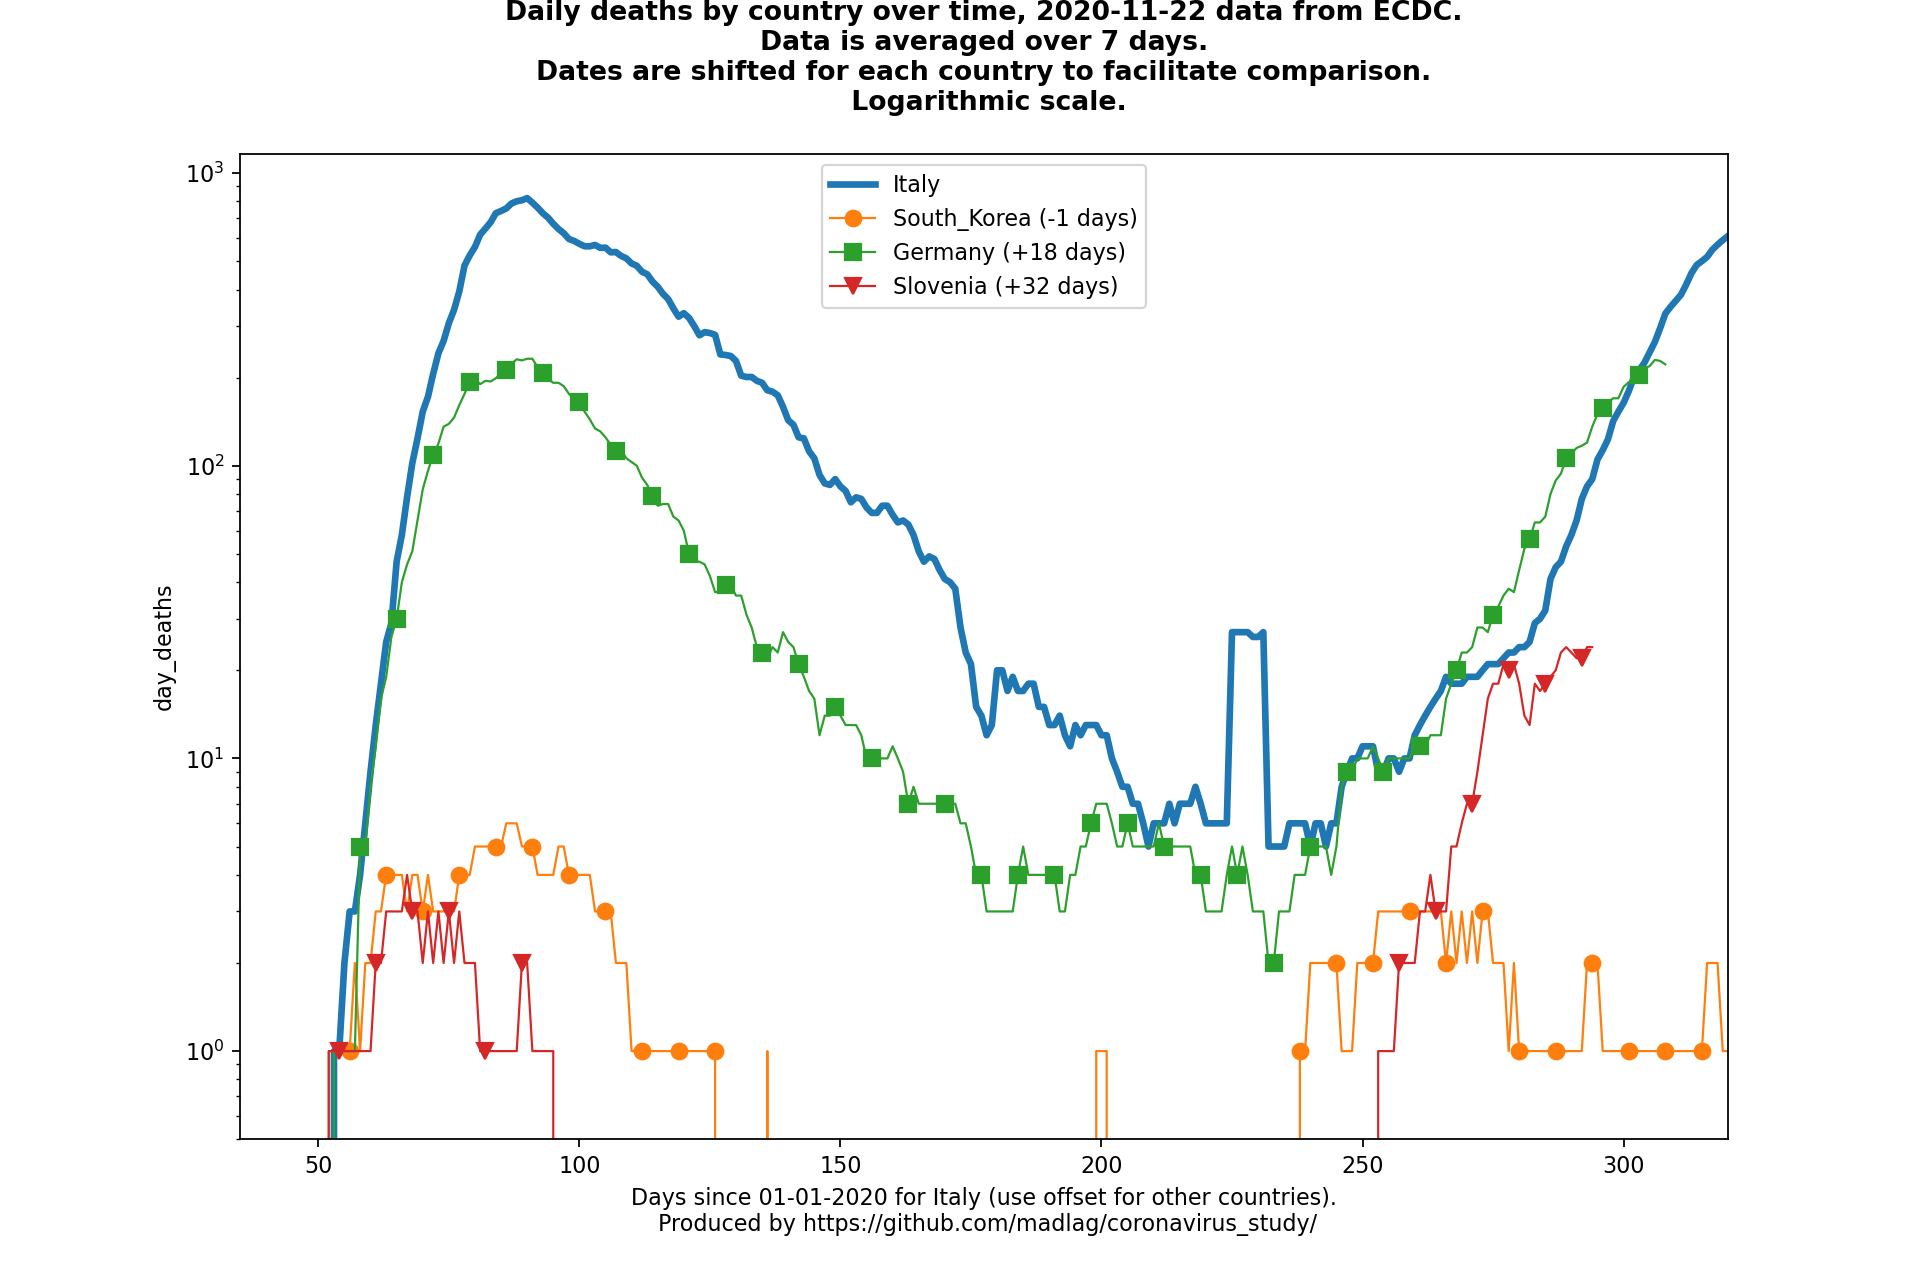 Daily deaths by country over time, 2020-11-22 data from ECDC.
Data is averaged over 7 days.
Dates are shifted for each country to facilitate comparison.
Logarithmic scale.
10³
10²
10¹
10⁰
day_deaths
Italy
South_Korea (-1 days)
Germany (+18 days)
Slovenia (+32 days)
50 100 150 200 250 300
Days since 01-01-2020 for Italy (use offset for other countries).
Produced by https://github.com/madlag/coronavirus_study/